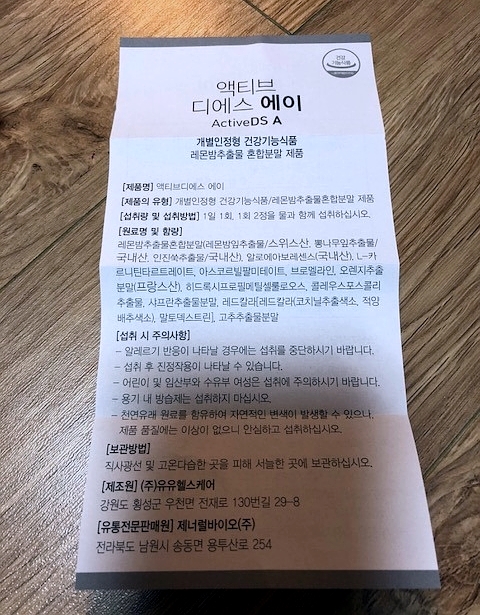 건강
기능식품
액티브
디에스 에이
ActiveDS A
개별인정형 건강기능식품
레몬밤추출물 혼합분말 제품
[제품명] 액티브디에스 에이
[제품의 유형] 개별인정형 건강기능식품/레몬밤추출물혼합분말 제품
[섭취량 및 섭취방법] 1일 1회, 1회 2정을 물과 함께 섭취하십시오.
[원료명 및 함량]
레몬밤추출물혼합분말(레몬밤잎추출물/스위스산, 뽕나무잎추출물/
국내산, 인진쑥추출물/국내산), 알로에아보레센스(국내산), L-카
르니틴타르트레이트, 아스코르빌팔미테이트, 브로멜라인, 오렌지추출
분말(프랑스산), 히드록시프로필메틸셀룰로오스, 콜레우스포스콜리
추출물, 샤프란추출물분말, 레드칼라[레드칼라(코치닐추출색소, 적양
배추색소), 말토덱스트린], 고추추출물분말
[섭취 시 주의사항]
- 알레르기 반응이 나타날 경우에는 섭취를 중단하시기 바랍니다.
- 섭취 후 진정작용이 나타날 수 있습니다.
- 어린이 및 임산부와 수유부 여성은 섭취에 주의하시기 바랍니다.
- 용기 내 방습제는 섭취하지 마십시오.
- 천연유래 원료를 함유하여 자연적인 변색이 발생할 수 있으나,
제품 품질에는 이상이 없으니 안심하고 섭취하십시오.
[보관방법]
직사광선 및 고온다습한 곳을 피해 서늘한 곳에 보관하십시오.
[제조원] (주)유유헬스케어
강원도 횡성군 우천면 전재로 130번길 29-8
[유통전문판매원] 제너럴바이오(주)
전라북도 남원시 송동면 용투산로 254